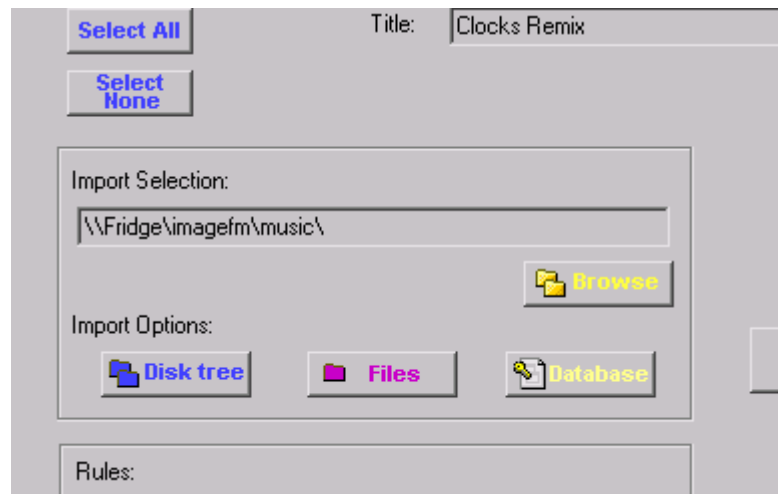 Select All
Title: Clocks Remix
Select
None
Import Selection:
\\Fridge\imagefm\music\
Browse
Import Options:
Disk tree Files Database
Rules: